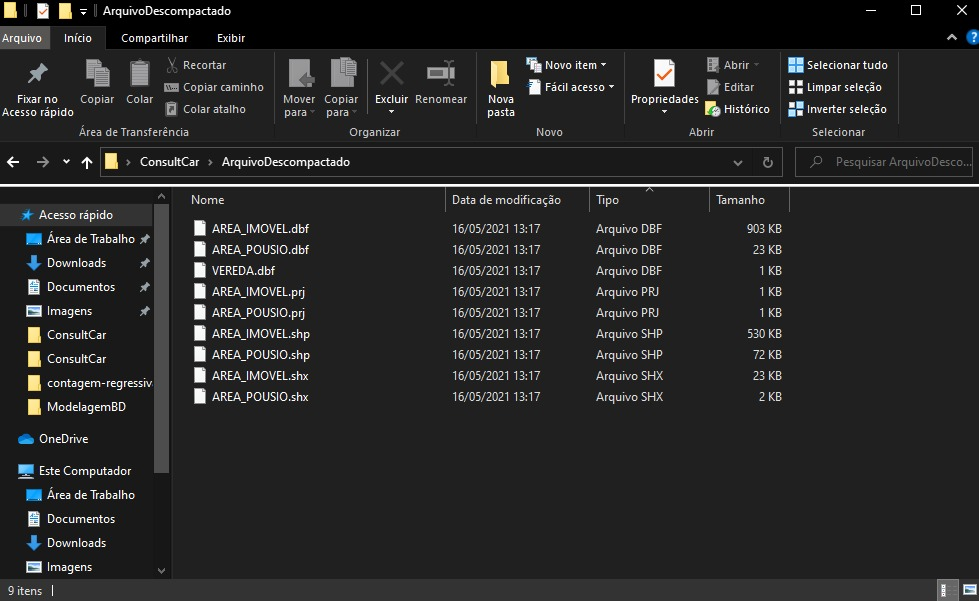 ArquivoDescompactado
Arquivo Início Compartilhar Exibir
Fixar no Acesso rápido
Copiar
Colar
Recortar
Copiar caminho
Colar atalho
Área de Transferência
Mover para
Copiar para
Excluir
Renomear
Organizar
Nova pasta
Novo item
Fácil acesso
Novo
Propriedades
Abrir
Editar
Histórico
Abrir
Selecionar tudo
Limpar seleção
Inverter seleção
Selecionar
ConsultCar > ArquivoDescompactado
Pesquisar ArquivoDesco...
Acesso rápido
Área de Trabalho
Downloads
Documentos
Imagens
ConsultCar
ConsultCar
contagem-regressiva
ModelagemBD
OneDrive
Este Computador
Área de Trabalho
Documentos
Downloads
Imagens
Nome Data de modificação Tipo Tamanho
AREA_IMOVEL.dbf 16/05/2021 13:17 Arquivo DBF 903 KB
AREA_POUSIO.dbf 16/05/2021 13:17 Arquivo DBF 23 KB
VEREDA.dbf 16/05/2021 13:17 Arquivo DBF 1 KB
AREA_IMOVEL.prj 16/05/2021 13:17 Arquivo PRJ 1 KB
AREA_POUSIO.prj 16/05/2021 13:17 Arquivo PRJ 1 KB
AREA_IMOVEL.shp 16/05/2021 13:17 Arquivo SHP 530 KB
AREA_POUSIO.shp 16/05/2021 13:17 Arquivo SHP 72 KB
AREA_IMOVEL.shx 16/05/2021 13:17 Arquivo SHX 23 KB
AREA_POUSIO.shx 16/05/2021 13:17 Arquivo SHX 2 KB
9 itens